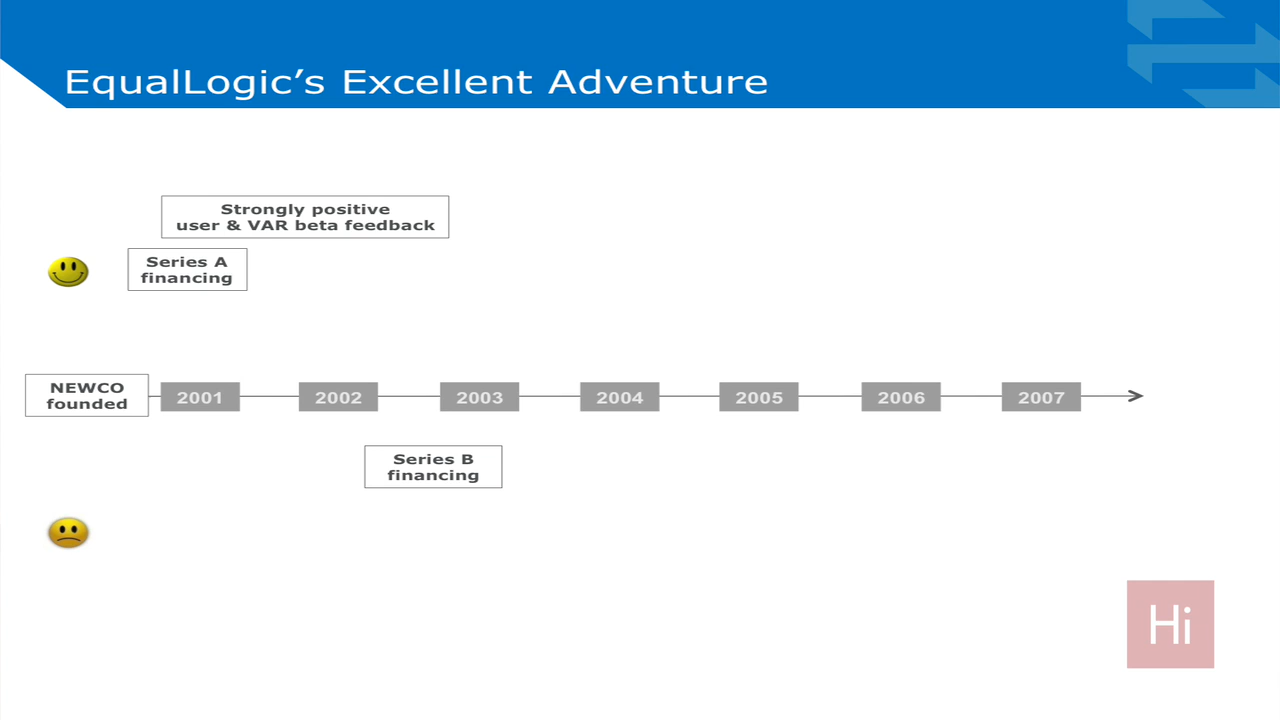 EqualLogic’s Excellent Adventure
Strongly positive
user & VAR beta feedback
Series A
financing
NEWCO
founded
2001
2002
2003
2004
2005
2006
2007
Series B
financing
Hi